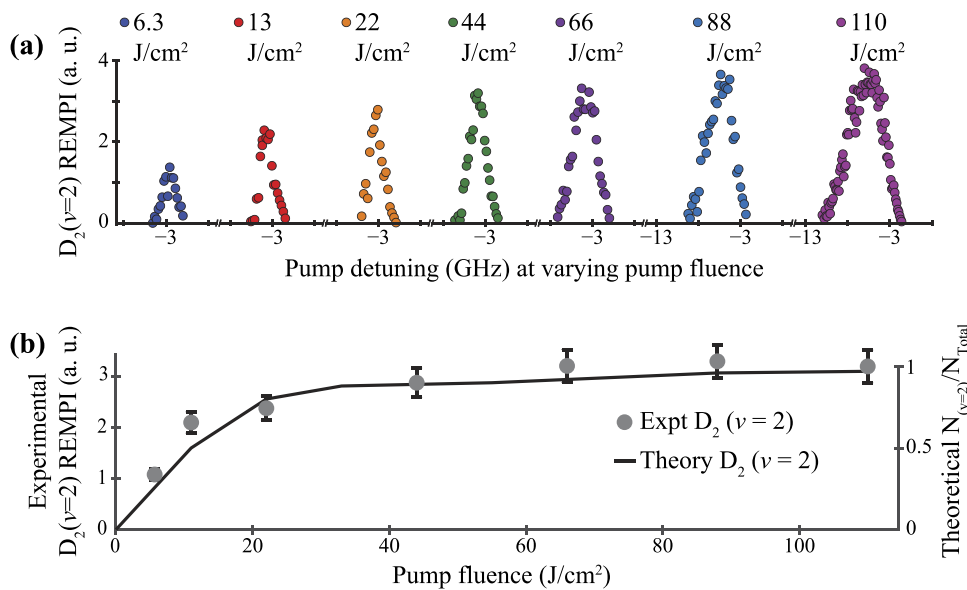 (a)
6.3 J/cm²
13 J/cm²
22 J/cm²
44 J/cm²
66 J/cm²
88 J/cm²
110 J/cm²
D₂(v=2) REMPI (a. u.)
4
2
0
−3 −3 −3 −3 −3 −13 −3 −13 −3
Pump detuning (GHz) at varying pump fluence
(b)
Experimental
D₂(v=2) REMPI (a. u.)
3
2
1
0
0 20 40 60 80 100
Pump fluence (J/cm²)
Expt D₂ (v = 2)
Theory D₂ (v = 2)
1
0.5
0
Theoretical N₍ᵥ₌₂₎/N_Total